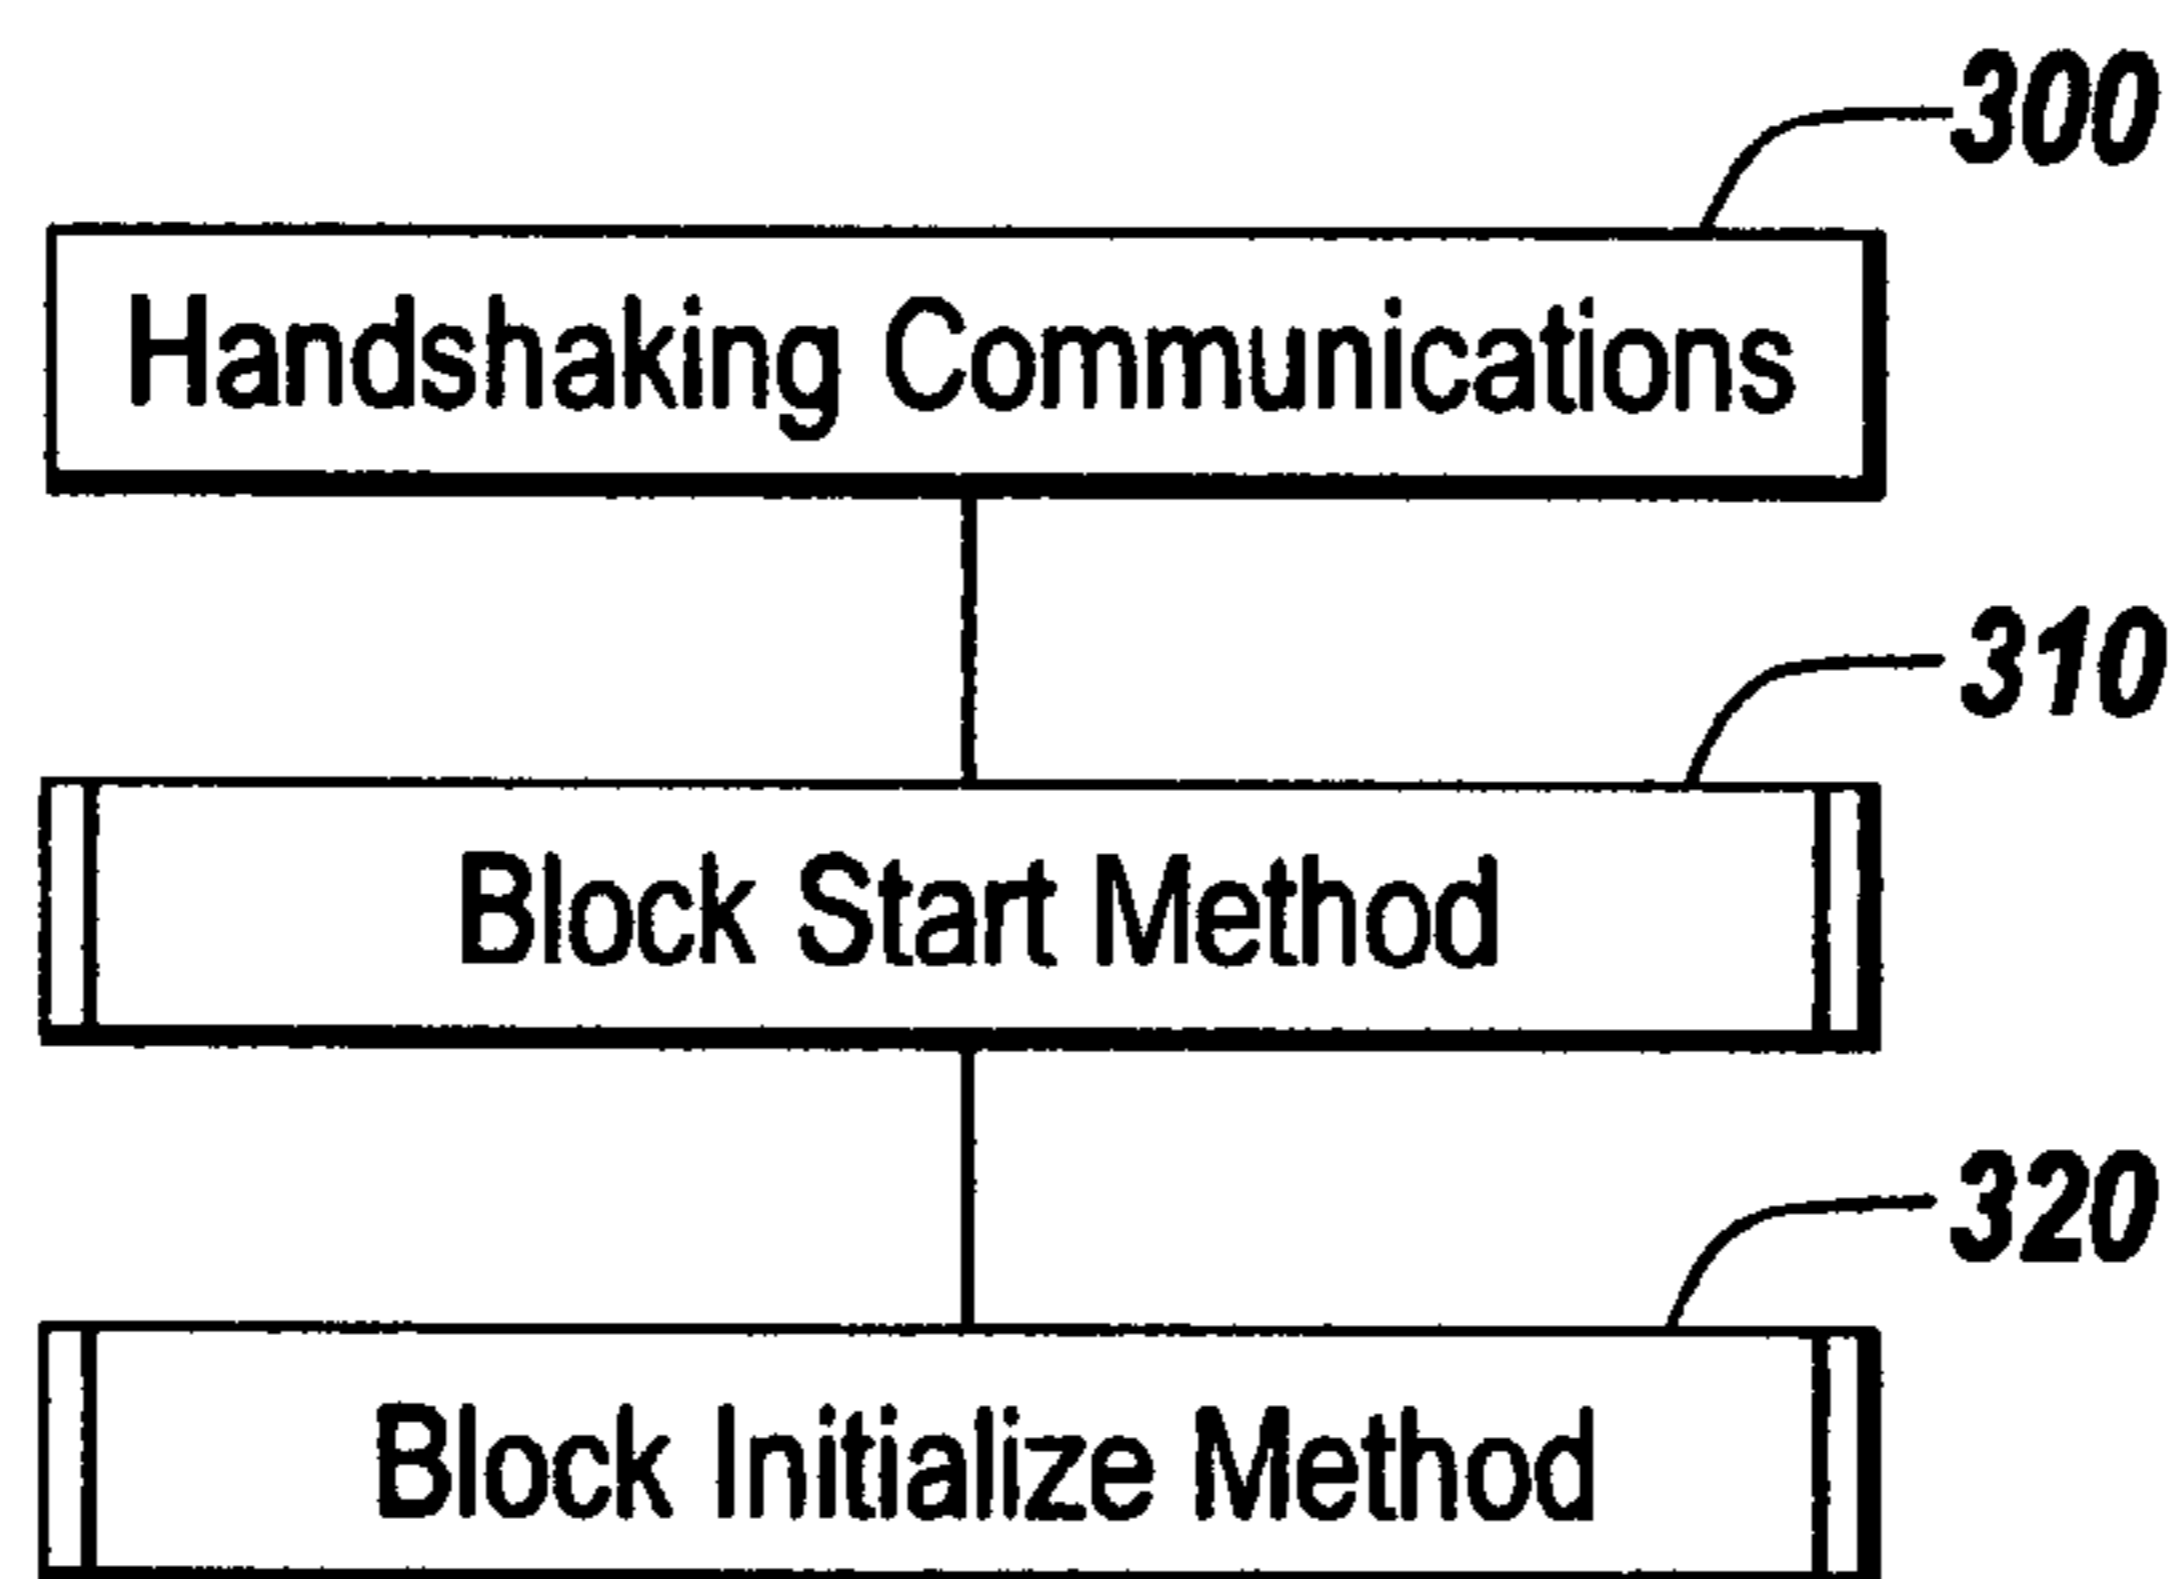 300
Handshaking Communications
310
Block Start Method
320
Block Initialize Method